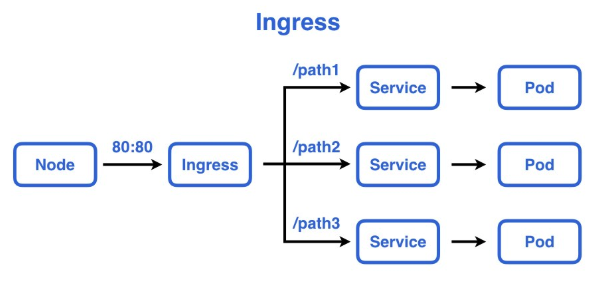 Ingress
/path1
Service
Pod
80:80
/path2
Node
Ingress
Service
Pod
/path3
Service
Pod